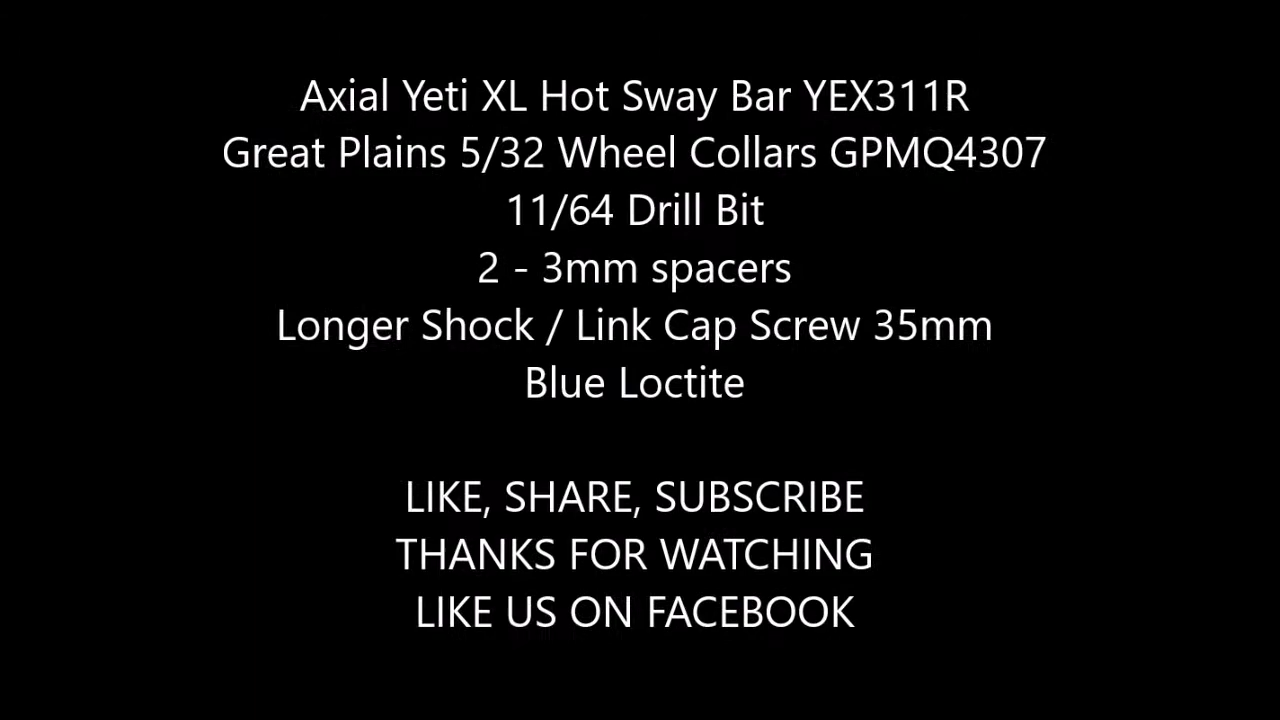 Axial Yeti XL Hot Sway Bar YEX311R
Great Plains 5/32 Wheel Collars GPMQ4307
11/64 Drill Bit
2 - 3mm spacers
Longer Shock / Link Cap Screw 35mm
Blue Loctite
LIKE, SHARE, SUBSCRIBE
THANKS FOR WATCHING
LIKE US ON FACEBOOK